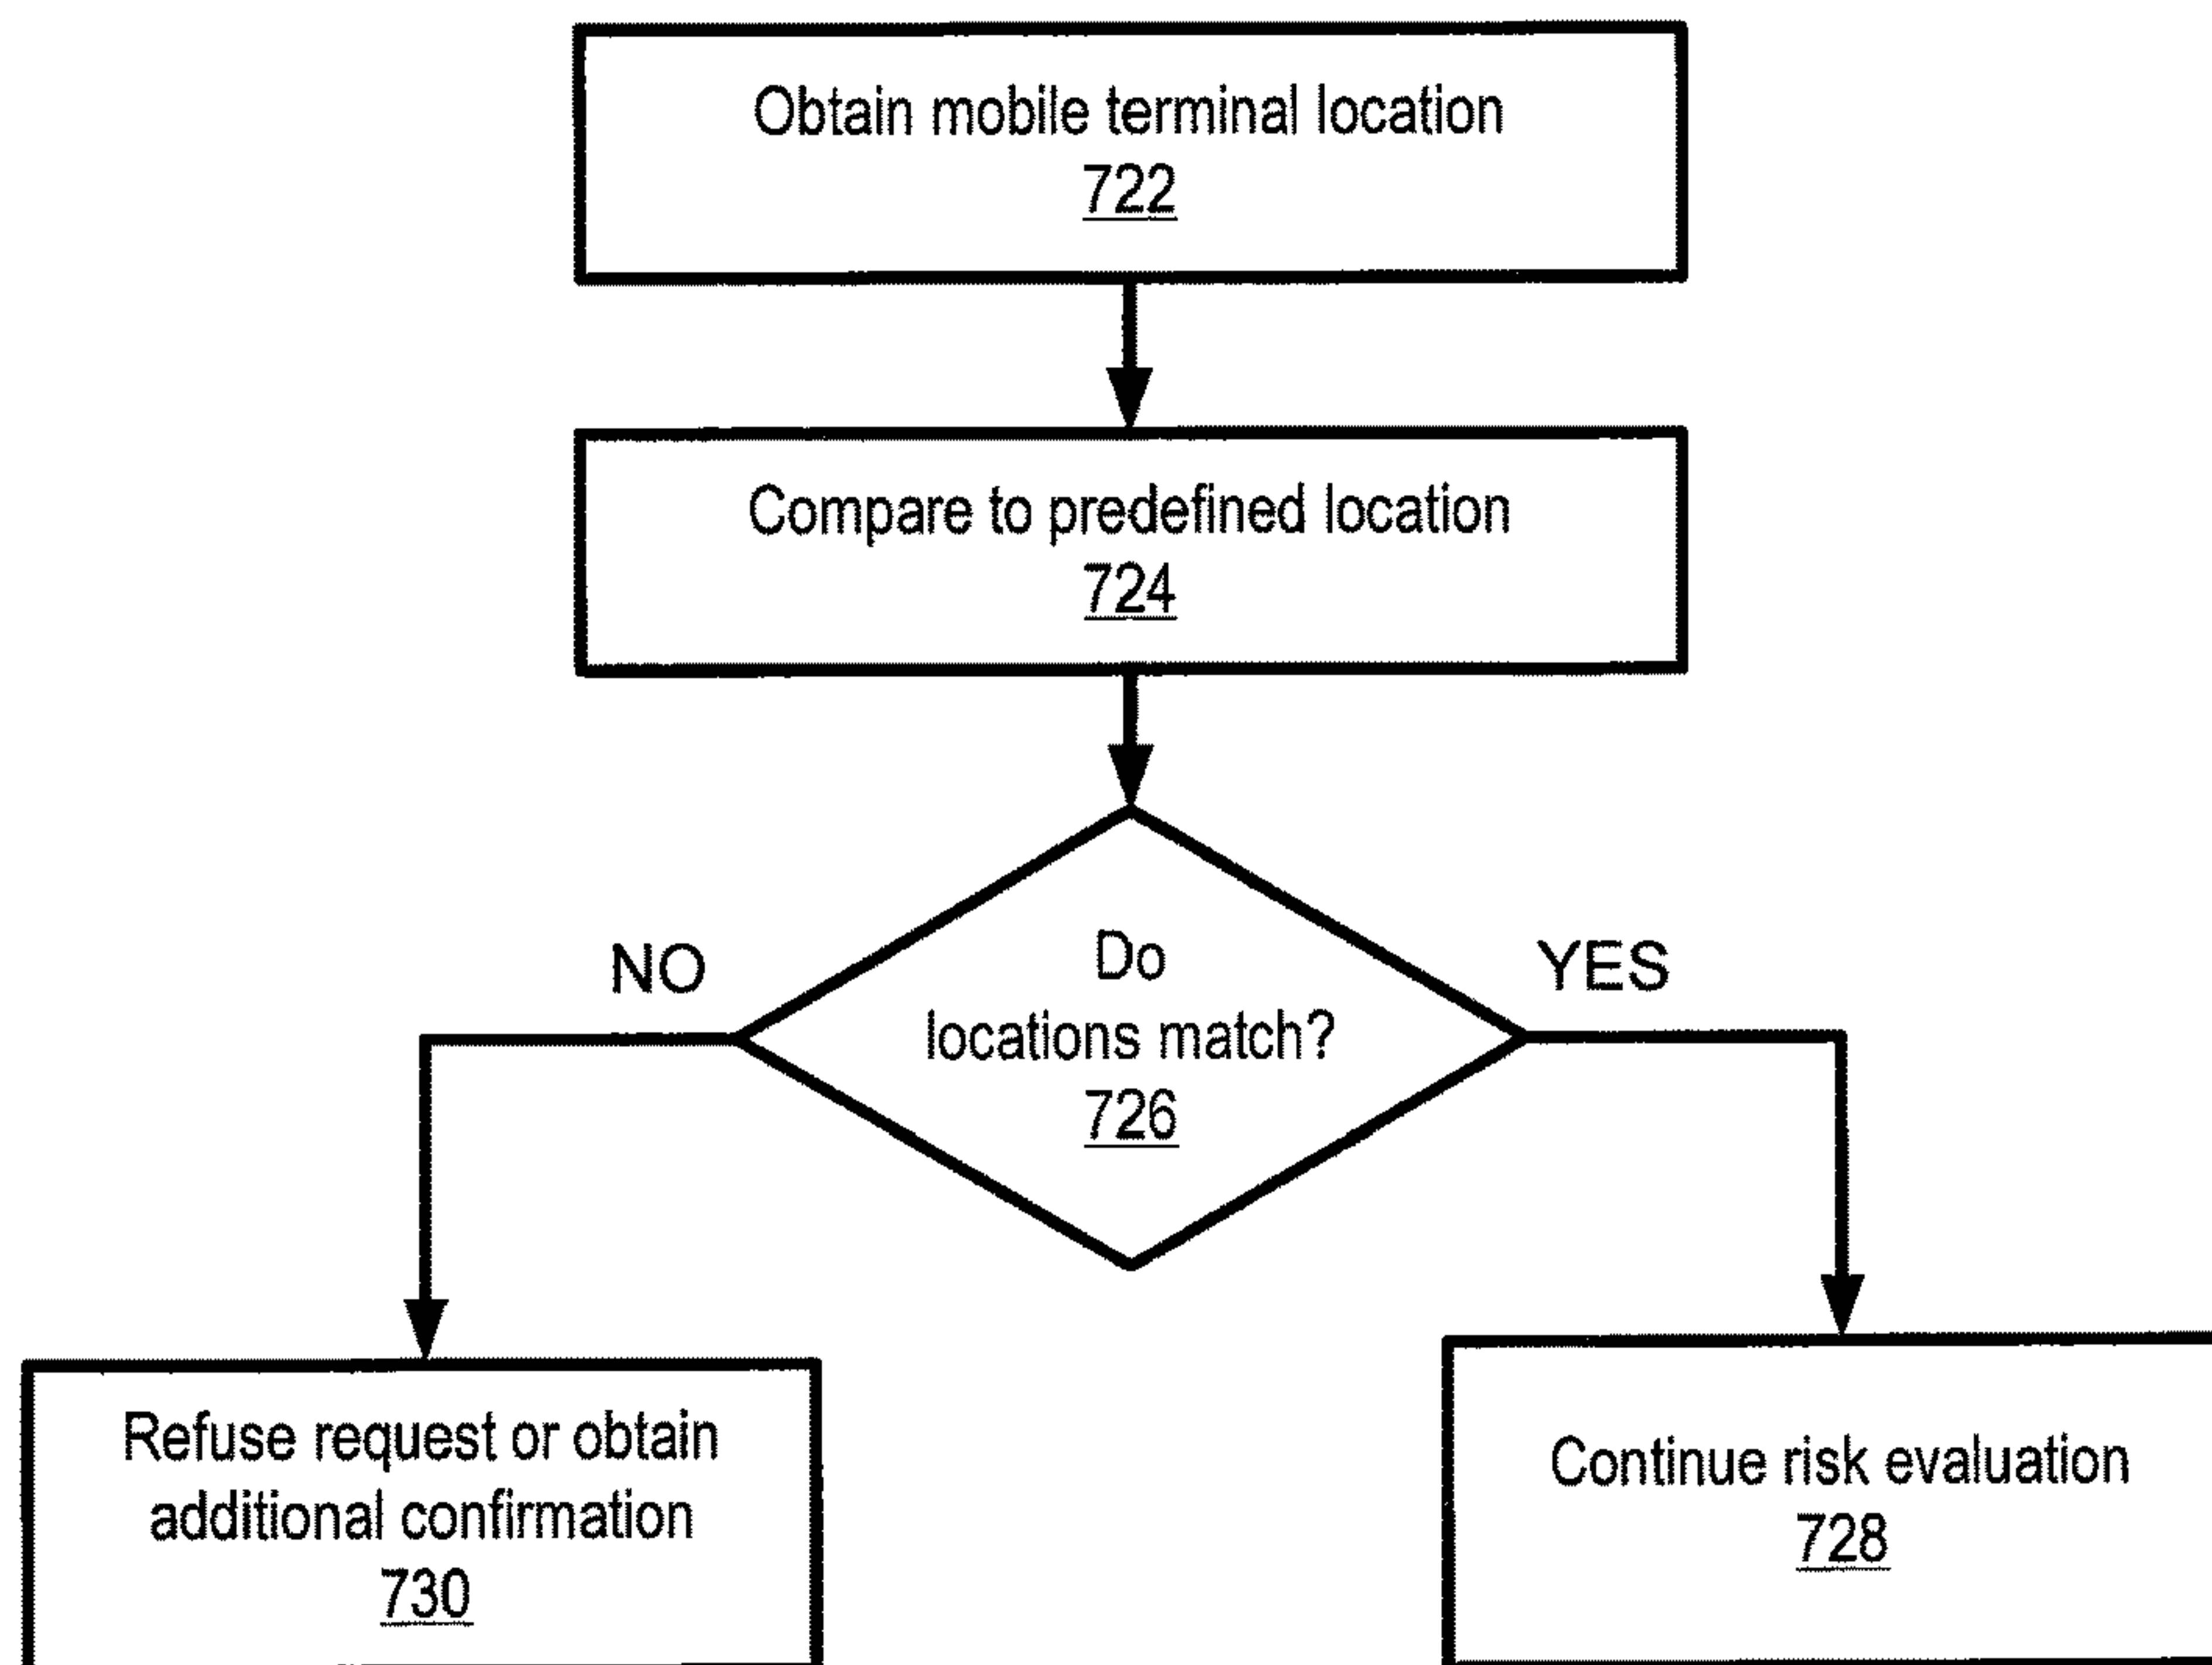 Obtain mobile terminal location
722
Compare to predefined location
724
Do
locations match?
726
NO
YES
Refuse request or obtain
additional confirmation
730
Continue risk evaluation
728